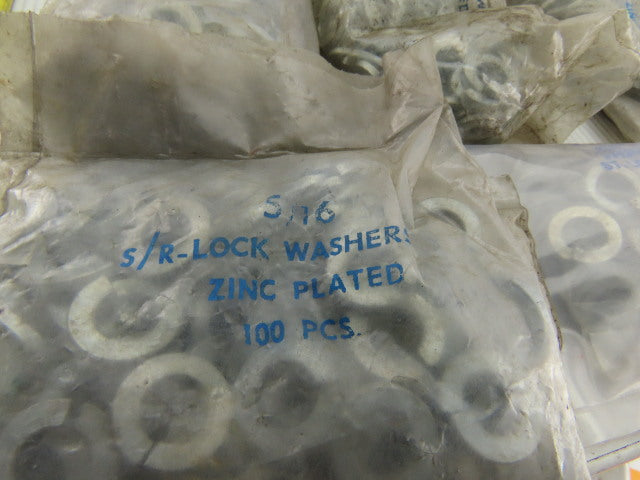 5/16
S/R-LOCK WASHERS
ZINC PLATED
100 PCS.